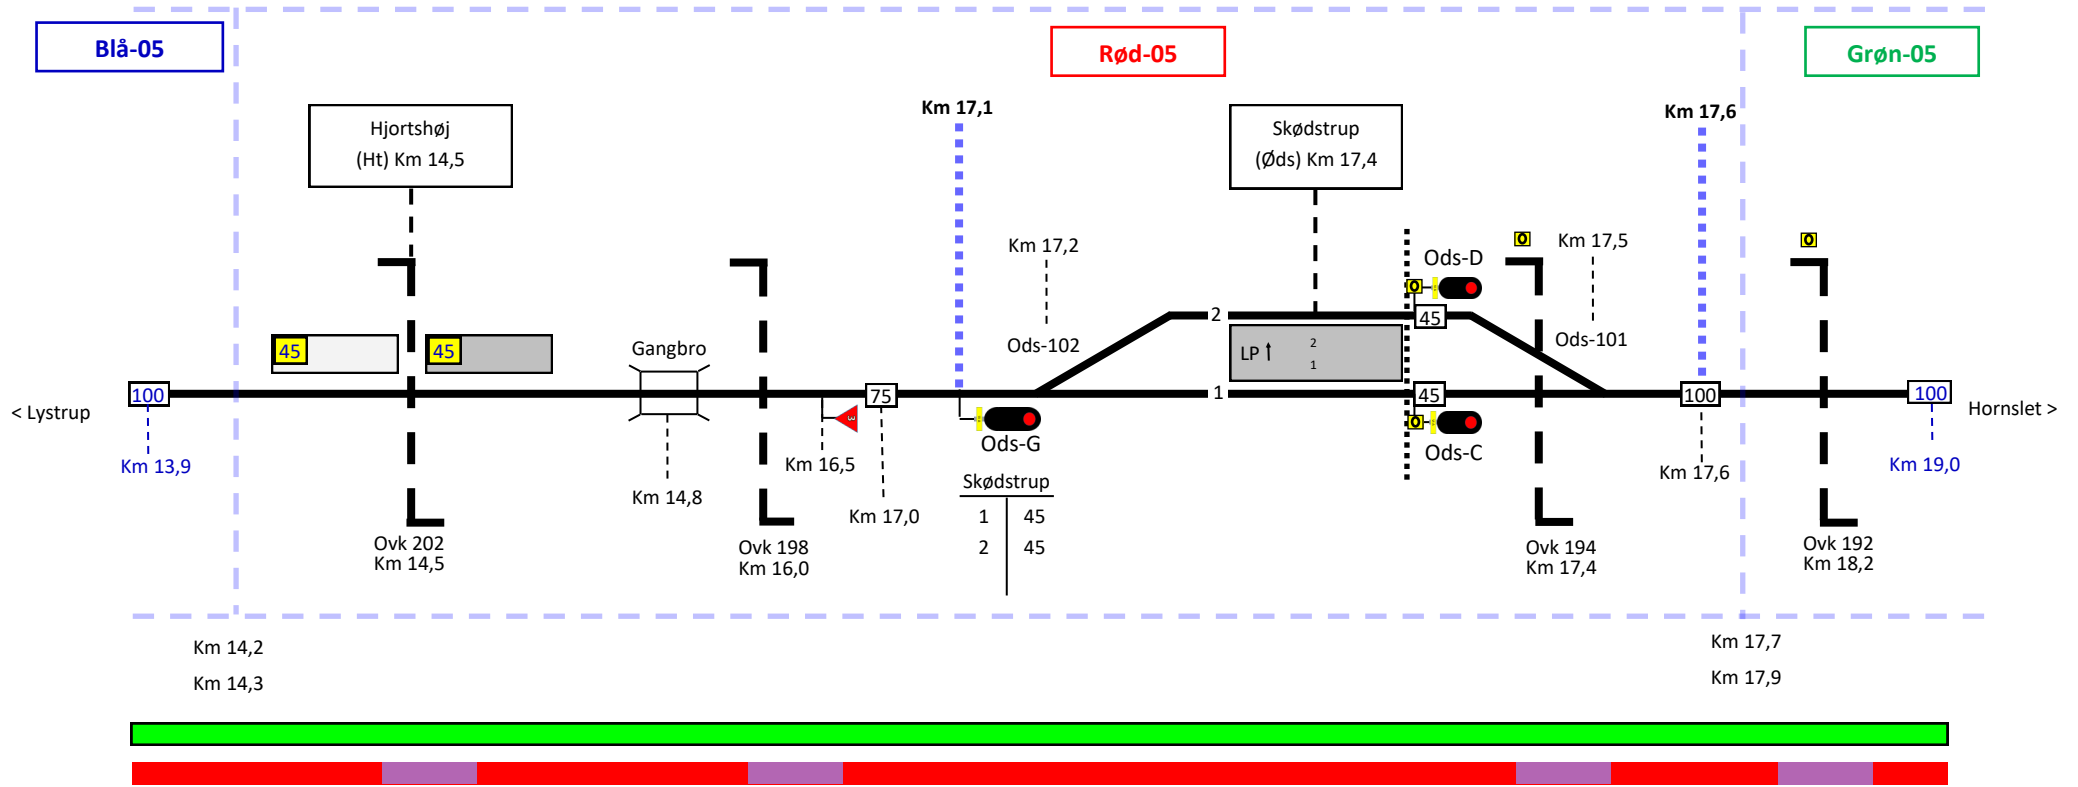 Blå-05
Rød-05
Grøn-05
Hjortshøj
(Ht) Km 14,5
Km 17,1
Skødstrup
(Øds) Km 17,4
Km 17,6
Km 17,2
Ods-D
Km 17,5
Ods-102
2
45
Ods-101
45
45
Gangbro
LP
2
1
100
75
1
45
100
100
< Lystrup
Hornslet >
3
Ods-G
Ods-C
Km 13,9
Km 16,5
Km 17,6
Km 19,0
Km 14,8
Km 17,0
Skødstrup
1 45
2 45
Ovk 202
Km 14,5
Ovk 198
Km 16,0
Ovk 194
Km 17,4
Ovk 192
Km 18,2
Km 14,2
Km 14,3
Km 17,7
Km 17,9
O
O
O
O